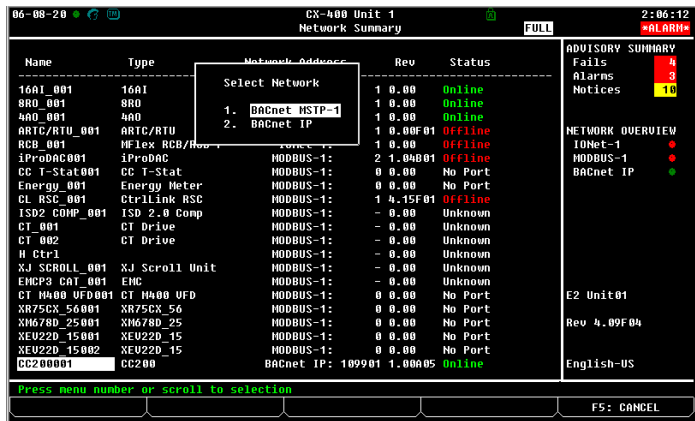 06-08-20 CX-400 Unit 1 2:06:12
Network Summary FULL *ALARM*
Name Type Network Address Rev Status
16AI_001 16AI 1 0.00 Online
8RO_001 8RO 1 0.00 Online
4AO_001 4AO 1 0.00 Online
ARTC/RTU_001 ARTC/RTU 1 0.00F01 Offline
RCB_001 MFlex RCB/ 1 0.00 Offline
iProDAC001 iProDAC MODBUS-1: 2 1.04B01 Offline
CC T-Stat001 CC T-Stat MODBUS-1: 0 0.00 No Port
Energy_001 Energy Meter MODBUS-1: 0 0.00 No Port
CL RSC_001 CtrlLink RSC MODBUS-1: 1 4.15F01 Offline
ISD2 COMP_001 ISD 2.0 Comp MODBUS-1: - 0.00 Unknown
CT_001 CT Drive MODBUS-1: - 0.00 Unknown
CT 002 CT Drive MODBUS-1: - 0.00 Unknown
H Ctrl MODBUS-1: - 0.00 Unknown
XJ SCROLL_001 XJ Scroll Unit MODBUS-1: - 0.00 Unknown
EMCP3 CAT_001 EMC MODBUS-1: - 0.00 Unknown
CT M400 VFD001 CT M400 VFD MODBUS-1: 0 0.00 No Port
XR75CX_56001 XR75CX_56 MODBUS-1: 0 0.00 No Port
XM678D_25001 XM678D_25 MODBUS-1: 0 0.00 No Port
XEV22D_15001 XEV22D_15 MODBUS-1: 0 0.00 No Port
XEV22D_15002 XEV22D_15 MODBUS-1: 0 0.00 No Port
CC200001 CC200 BACnet IP: 109901 1.00A05 Online
Select Network
1. BACnet MSTP-1
2. BACnet IP
ADVISORY SUMMARY
Fails 4
Alarms 3
Notices 10
NETWORK OVERVIEW
IONet-1
MODBUS-1
BACnet IP
E2 Unit01
Rev 4.09F04
English-US
Press menu number or scroll to selection
F5: CANCEL